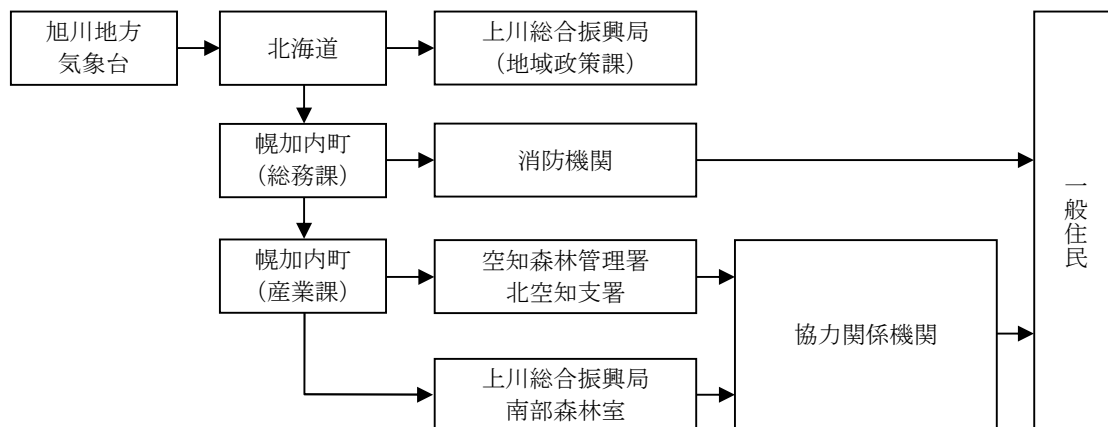 旭川地方
気象台
北海道
上川総合振興局
（地域政策課）
幌加内町
（総務課）
消防機関
一般住民
幌加内町
（産業課）
空知森林管理署
北空知支署
協力関係機関
上川総合振興局
南部森林室